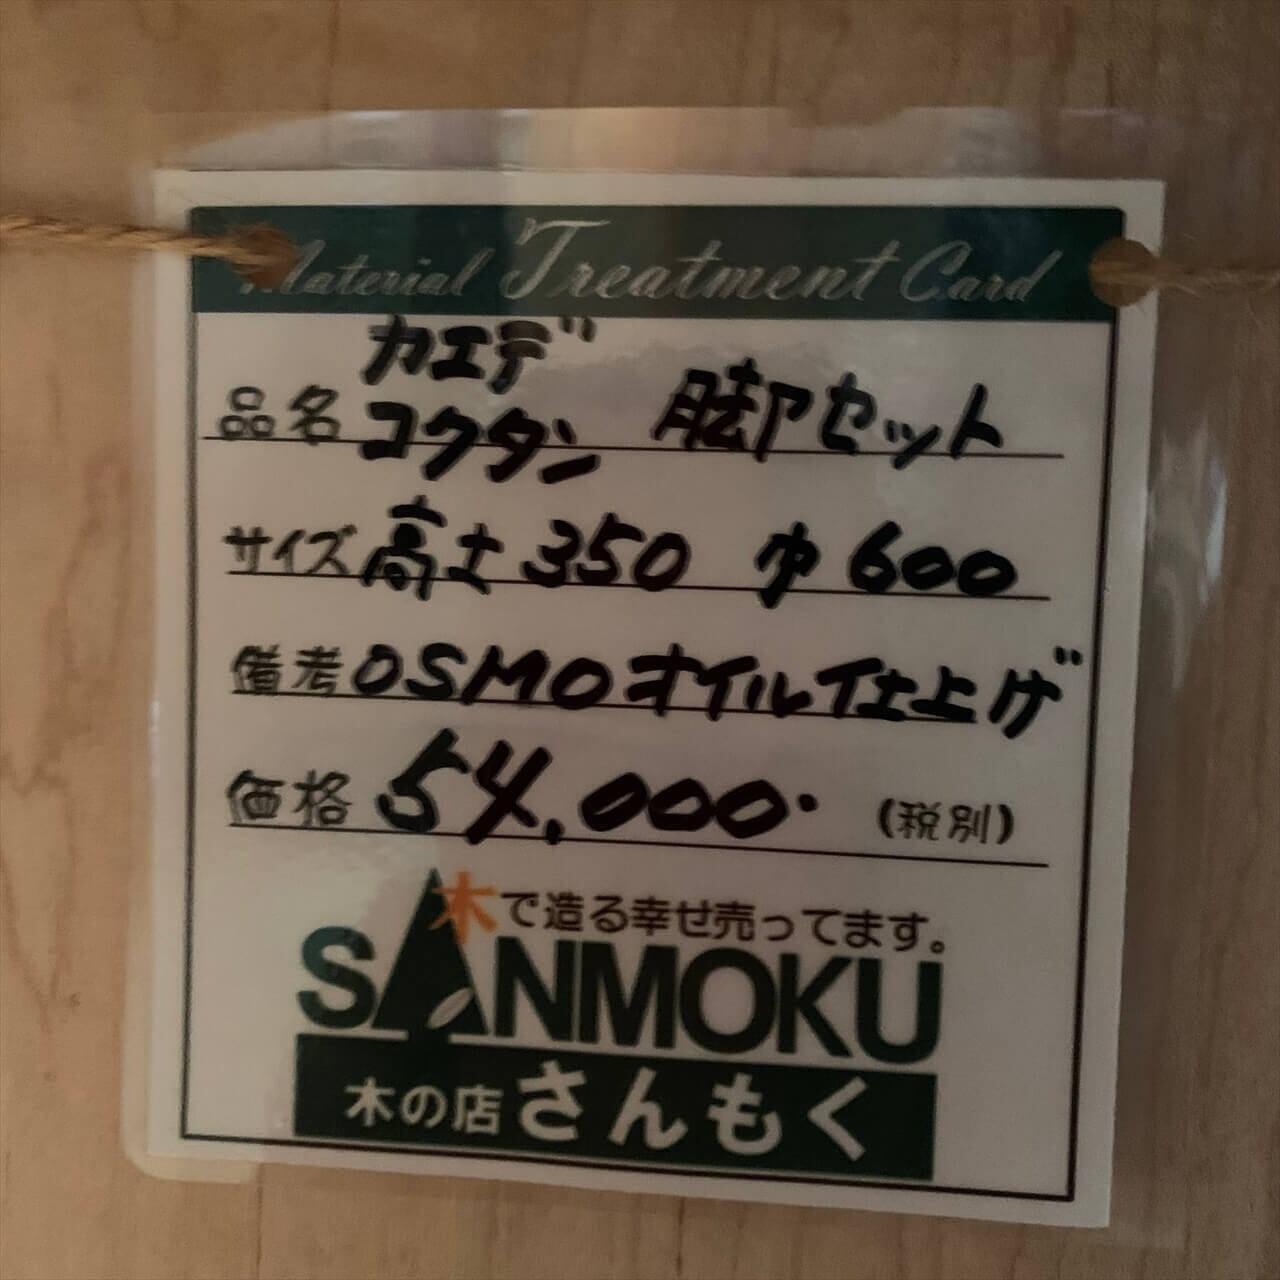 Material Treatment Card
カエデ
品名 コクタン 脚セット
サイズ 高さ350 巾600
備考 OSMOオイル仕上げ
価格 54,000. (税別)
木で造る幸せ売ってます。
SANMOKU
木の店さんもく